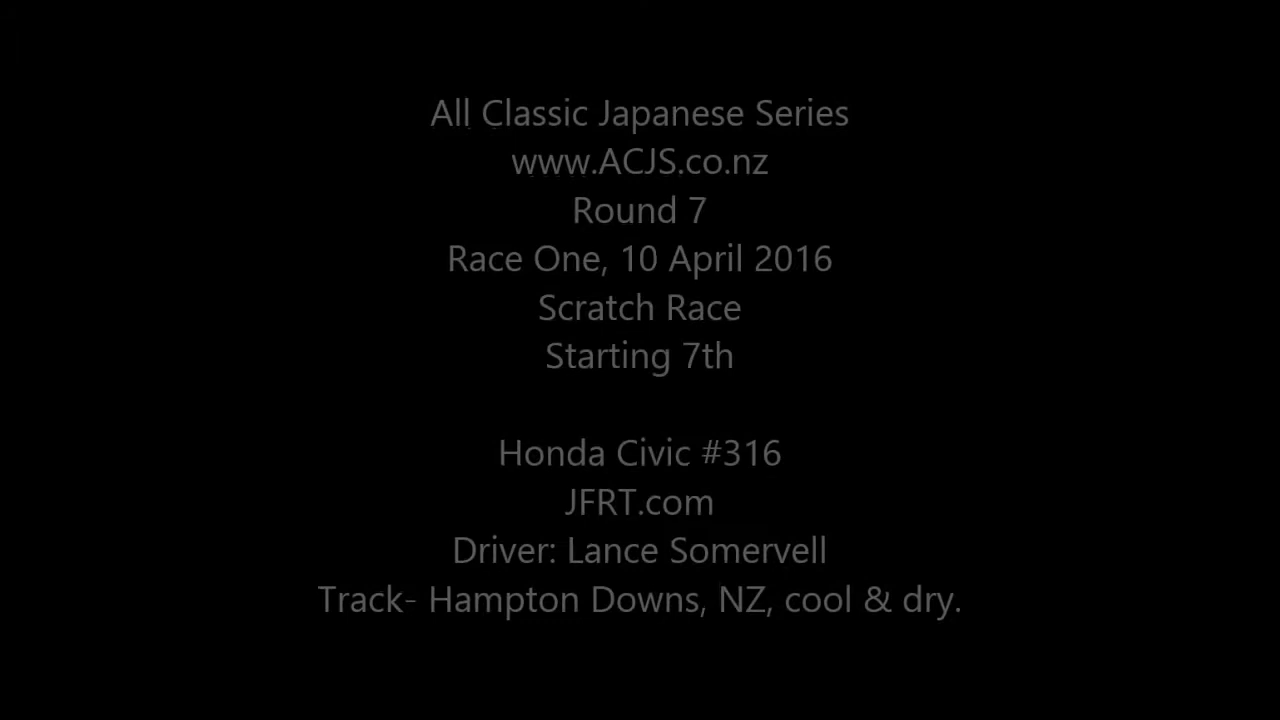 All Classic Japanese Series
www.ACJS.co.nz
Round 7
Race One, 10 April 2016
Scratch Race
Starting 7th
Honda Civic #316
JFRT.com
Driver: Lance Somervell
Track- Hampton Downs, NZ, cool & dry.